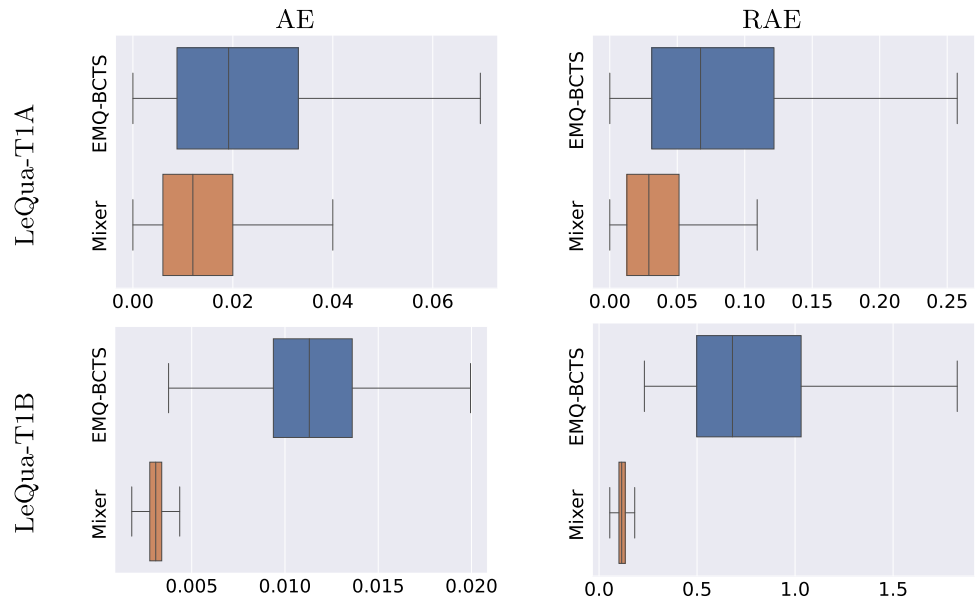 AE
RAE
LeQua-T1A
EMQ-BCTS
Mixer
0.00 0.02 0.04 0.06
EMQ-BCTS
Mixer
0.00 0.05 0.10 0.15 0.20 0.25
LeQua-T1B
EMQ-BCTS
Mixer
0.005 0.010 0.015 0.020
EMQ-BCTS
Mixer
0.0 0.5 1.0 1.5